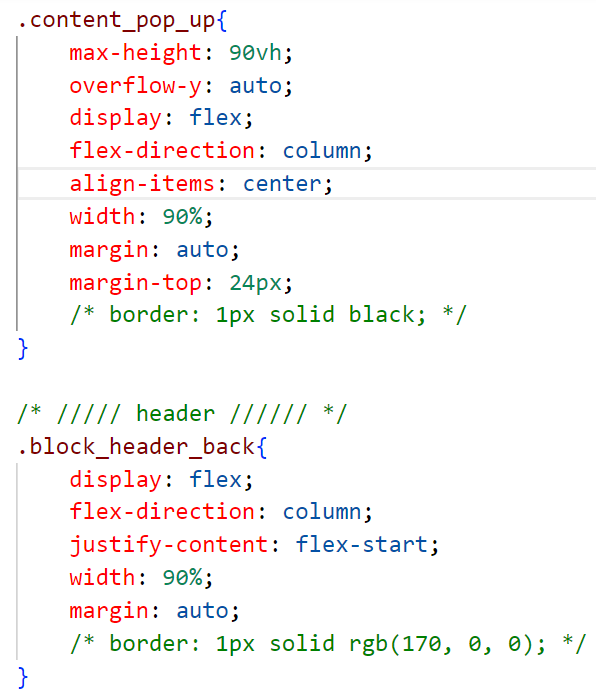 .content_pop_up{
    max-height: 90vh;
    overflow-y: auto;
    display: flex;
    flex-direction: column;
    align-items: center;
    width: 90%;
    margin: auto;
    margin-top: 24px;
    /* border: 1px solid black; */
}

/* ///// header ////// */
.block_header_back{
    display: flex;
    flex-direction: column;
    justify-content: flex-start;
    width: 90%;
    margin: auto;
    /* border: 1px solid rgb(170, 0, 0); */
}